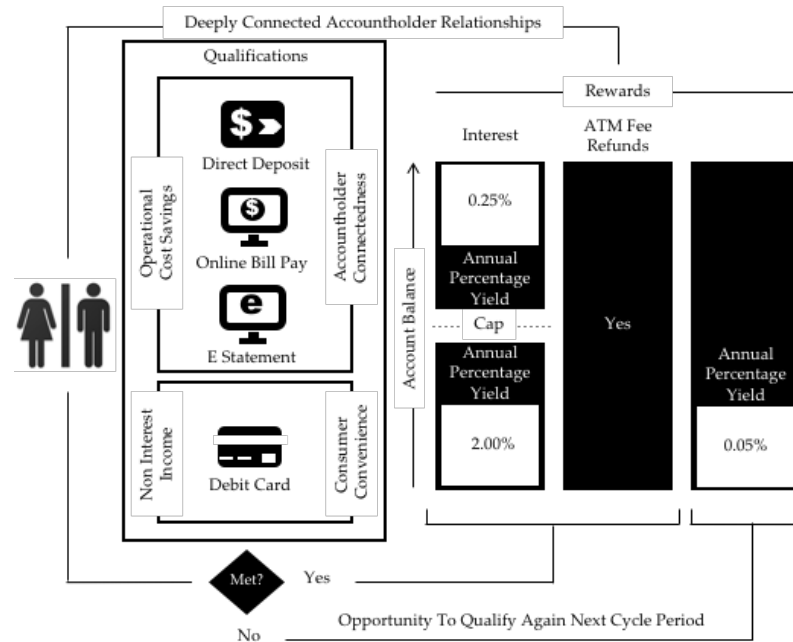 Deeply Connected Accountholder Relationships
Qualifications
$
Direct Deposit
$
Online Bill Pay
e
E Statement
Operational
Cost Savings
Accountholder
Connectedness
Debit Card
Non Interest
Income
Consumer
Convenience
Rewards
Interest
ATM Fee
Refunds
Account Balance
0.25%
Annual
Percentage
Yield
Cap
Annual
Percentage
Yield
2.00%
Yes
Annual
Percentage
Yield
0.05%
Met?
Yes
No
Opportunity To Qualify Again Next Cycle Period